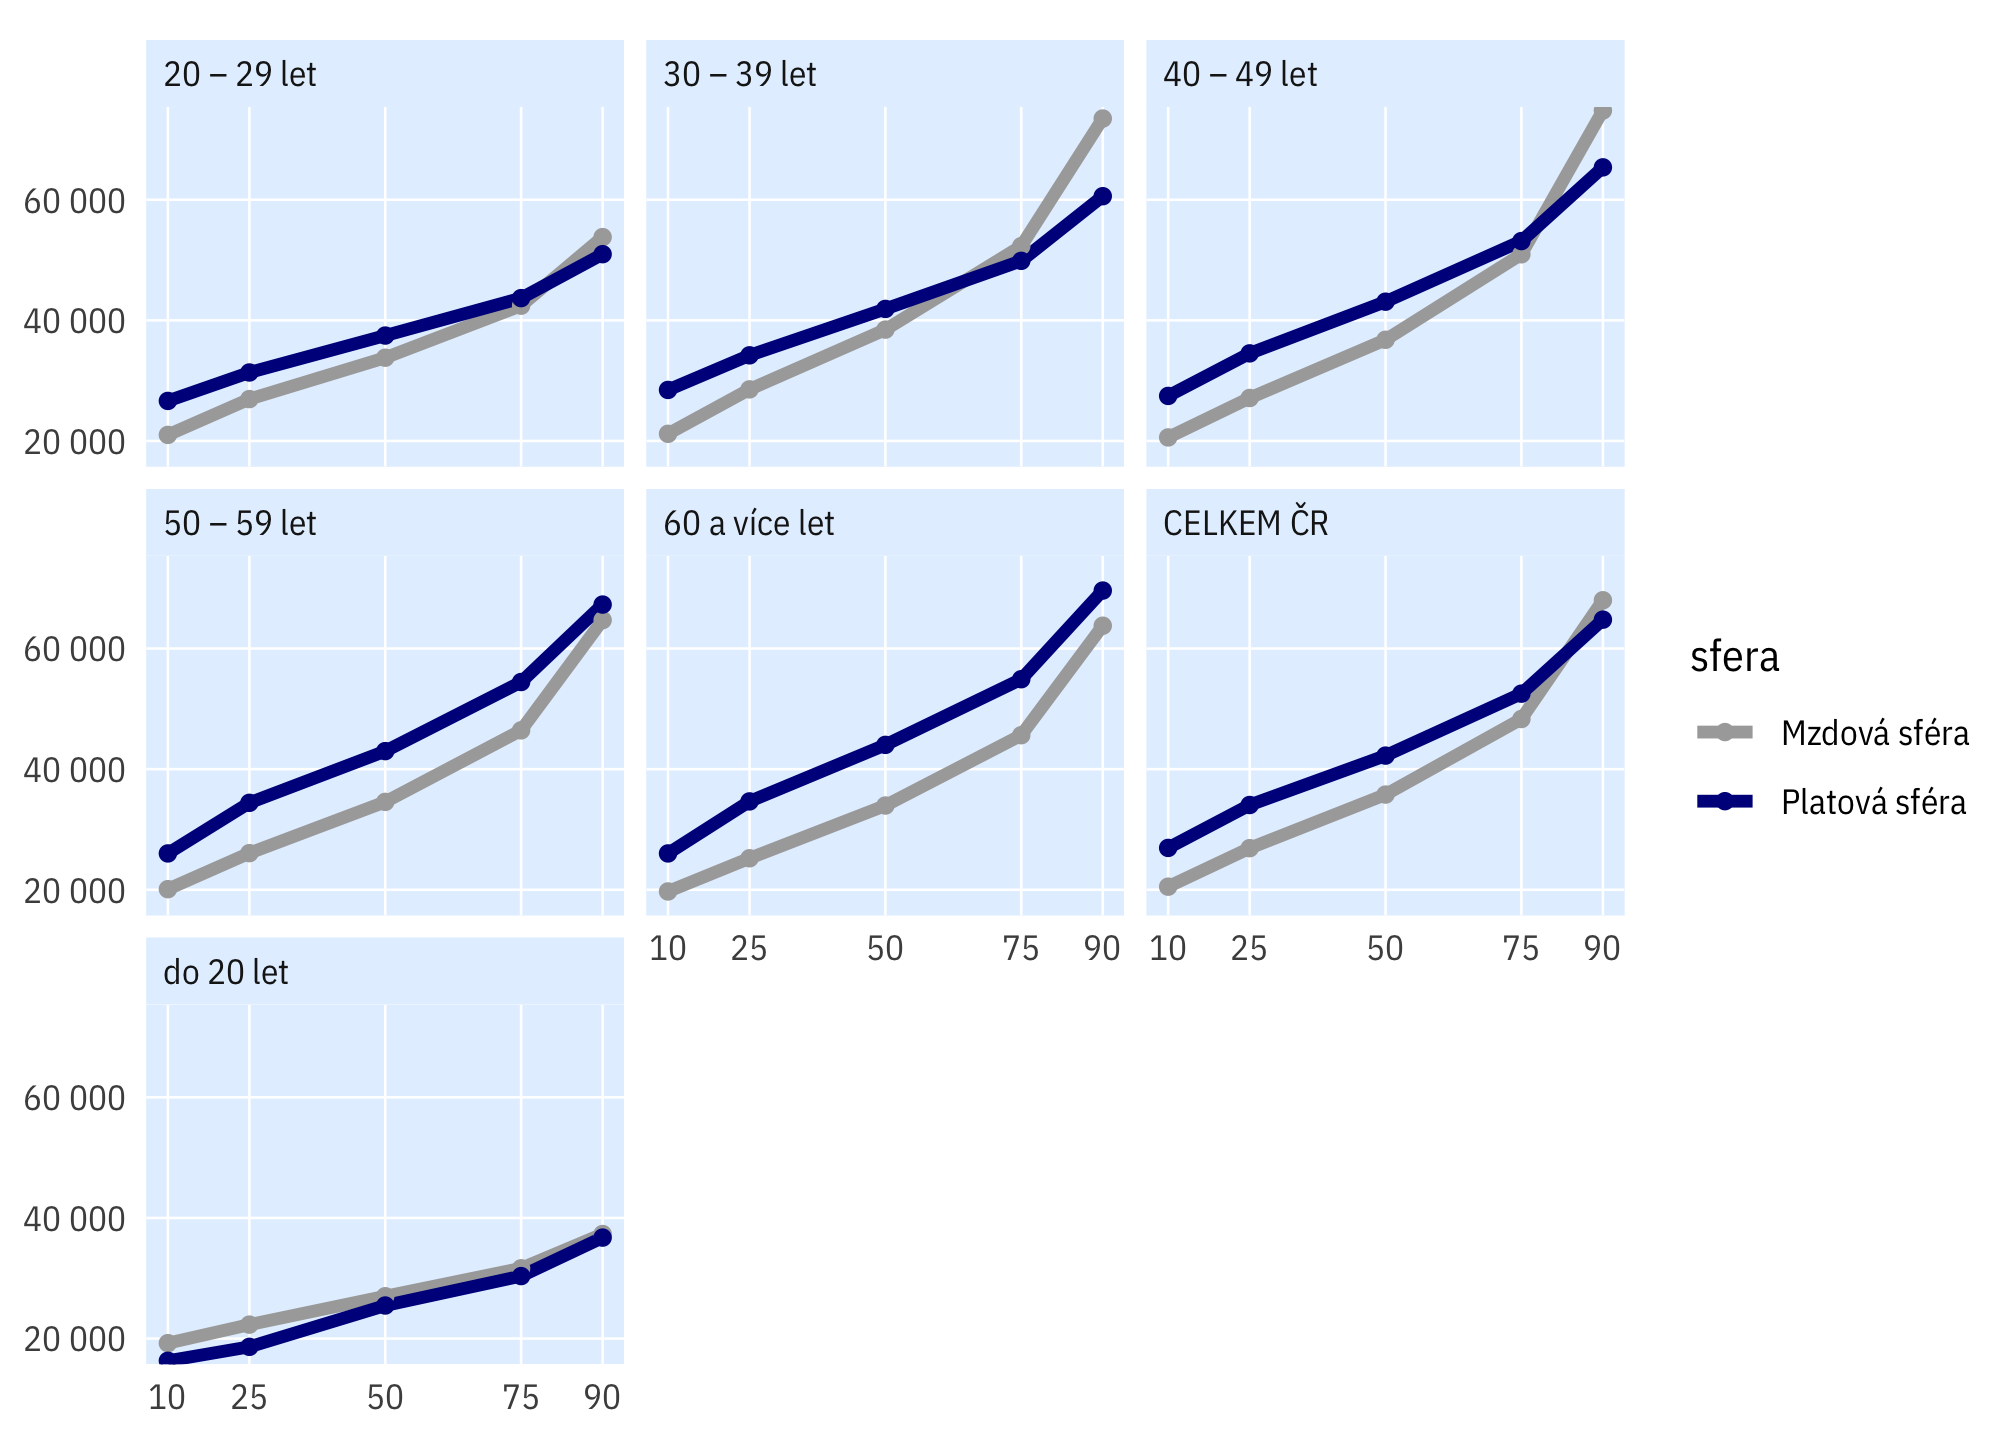 20 – 29 let
30 – 39 let
40 – 49 let
60 000
40 000
20 000
50 – 59 let
60 a více let
CELKEM ČR
60 000
40 000
20 000
10 25 50 75 90
10 25 50 75 90
do 20 let
60 000
40 000
20 000
10 25 50 75 90
sfera
Mzdová sféra
Platová sféra